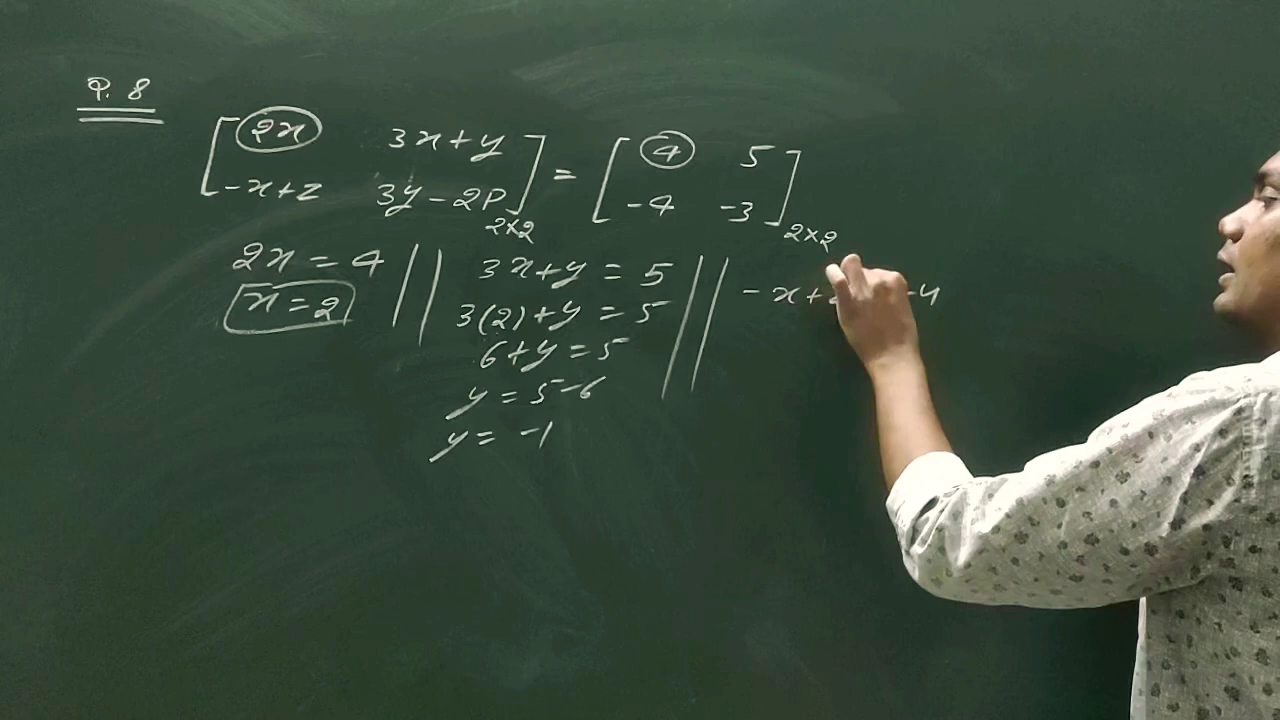 Q. 8
[ 2x 3x+y ] = [ 4 5 ]
[ -x+z 3y-2P ]2×2 [ -4 -3 ]2×2
2x = 4 || 3x+y = 5 || -x+ -4
x=2 3(2)+y = 5
6+y = 5
y = 5-6
y = -1